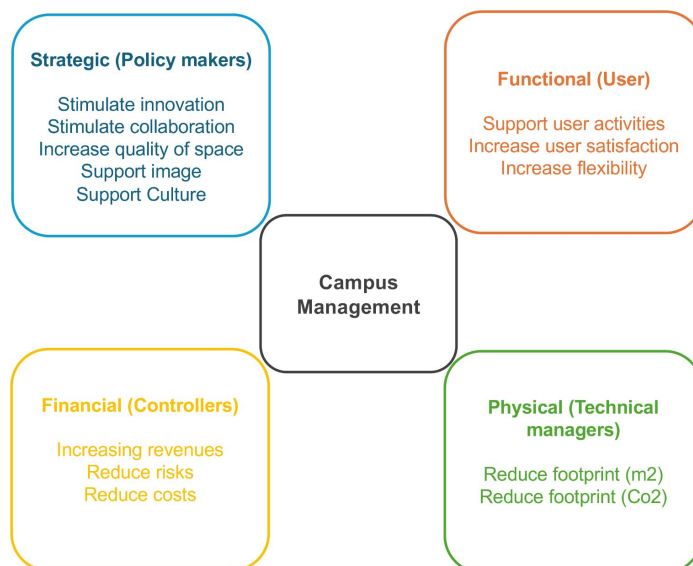 Strategic (Policy makers)
Stimulate innovation
Stimulate collaboration
Increase quality of space
Support image
Support Culture
Functional (User)
Support user activities
Increase user satisfaction
Increase flexibility
Campus
Management
Financial (Controllers)
Increasing revenues
Reduce risks
Reduce costs
Physical (Technical
managers)
Reduce footprint (m2)
Reduce footprint (Co2)